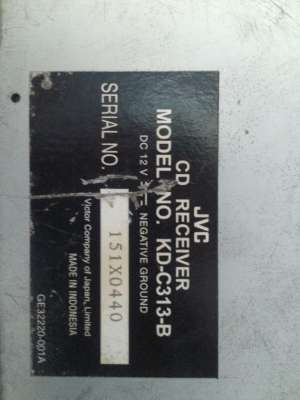 JVC
CD RECEIVER
MODEL NO. KD-C313-B
DC 12 V ⎓ NEGATIVE GROUND
SERIAL NO. 151X0440
Victor Company of Japan, Limited
MADE IN INDONESIA
GE32220-001A